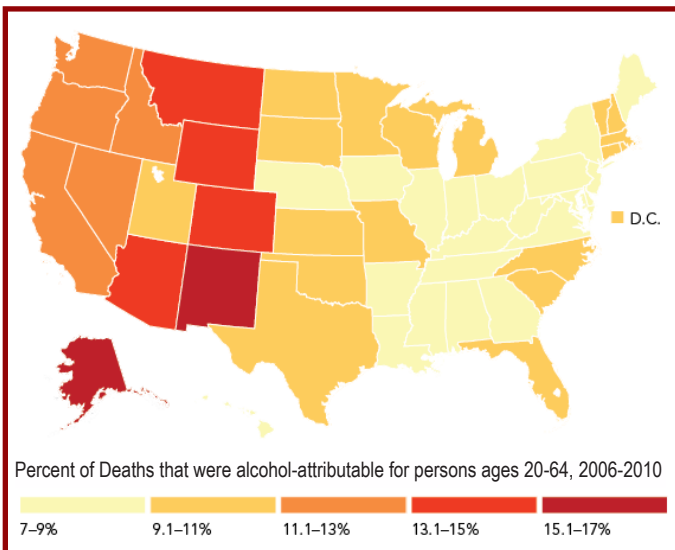 D.C.
Percent of Deaths that were alcohol-attributable for persons ages 20-64, 2006-2010
7–9% 9.1–11% 11.1–13% 13.1–15% 15.1–17%